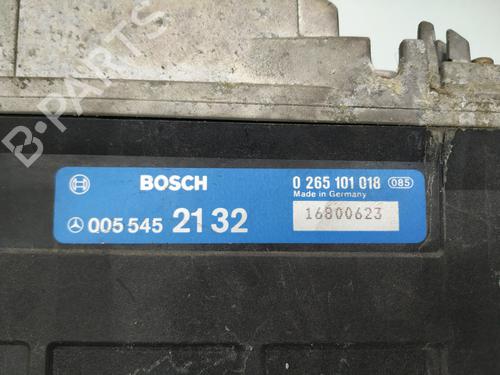 BOSCH
0 265 101 018 085
Made in Germany
005 545 21 32
16800623
B-PARTS